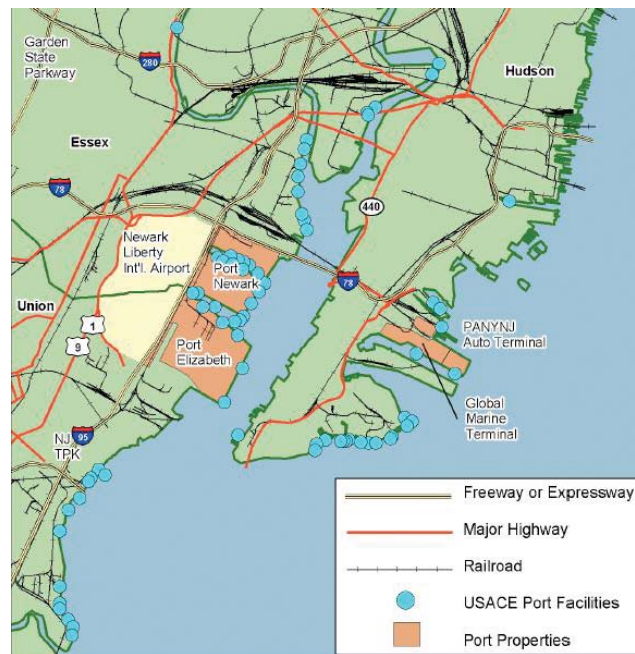 Garden
State
Parkway
280
Hudson
Essex
78
440
Newark
Liberty
Int'l. Airport
Port
Newark
78
Union
1
9
Port
Elizabeth
PANYNJ
Auto Terminal
Global
Marine
Terminal
NJ
TPK
95
Freeway or Expressway
Major Highway
Railroad
USACE Port Facilities
Port Properties